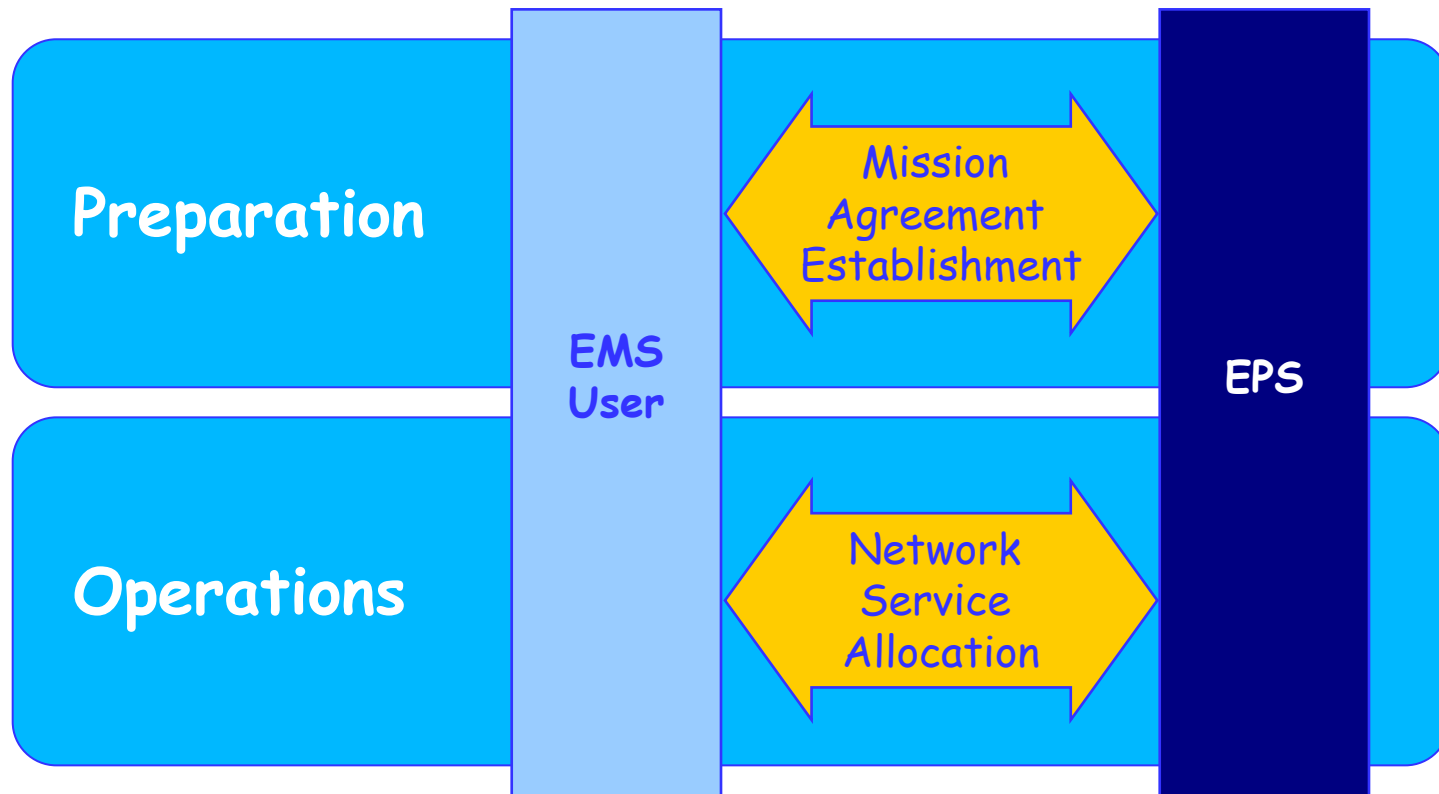 Preparation
Mission
Agreement
Establishment
EMS
User
EPS
Operations
Network
Service
Allocation